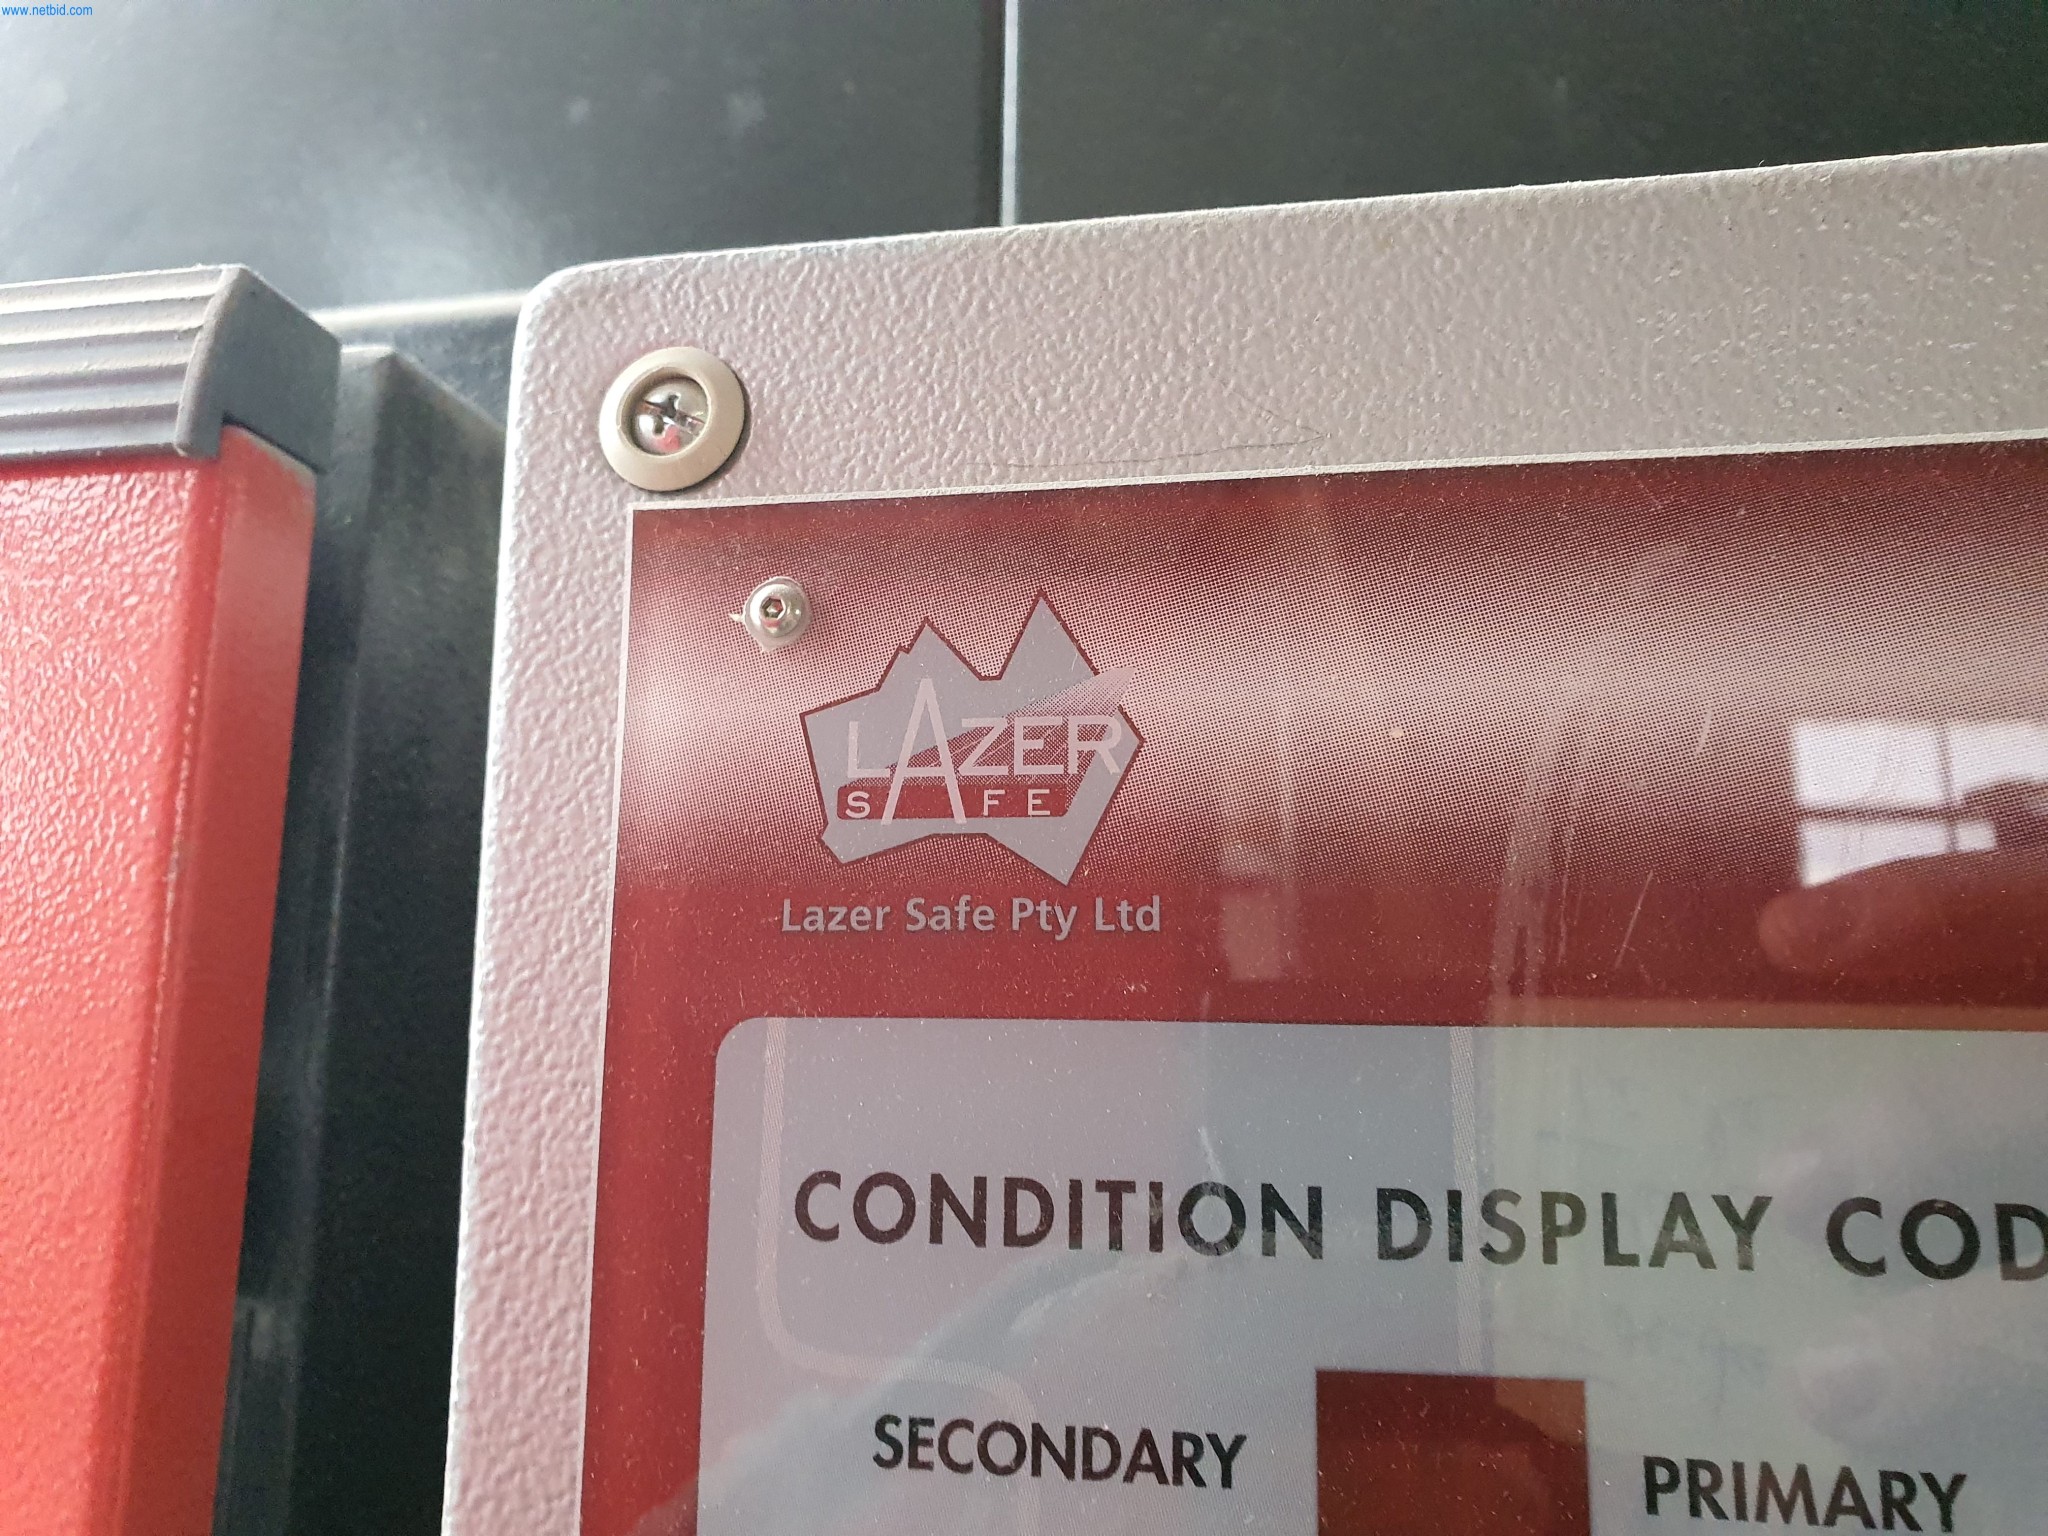 www.netbid.com
LAZER
SAFE
Lazer Safe Pty Ltd
CONDITION DISPLAY COD
SECONDARY
PRIMARY